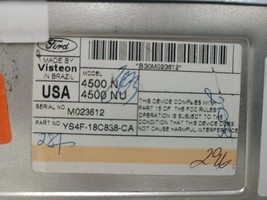 Ford
MADE BY
Visteon
IN BRAZIL
MODEL
USA 4500 N
4500 NU
SERIAL NO
M023612
PART NO
YS4F-18C838-CA
*B30M023612*
THIS DEVICE COMPLIES WITH
PART 15 OF THE FCC RULES
OPERATION IS SUBJECT TO
THE CONDITION THAT THIS
DEVICE DOES NOT CAUSE
HARMFUL INTERFERENCE
296